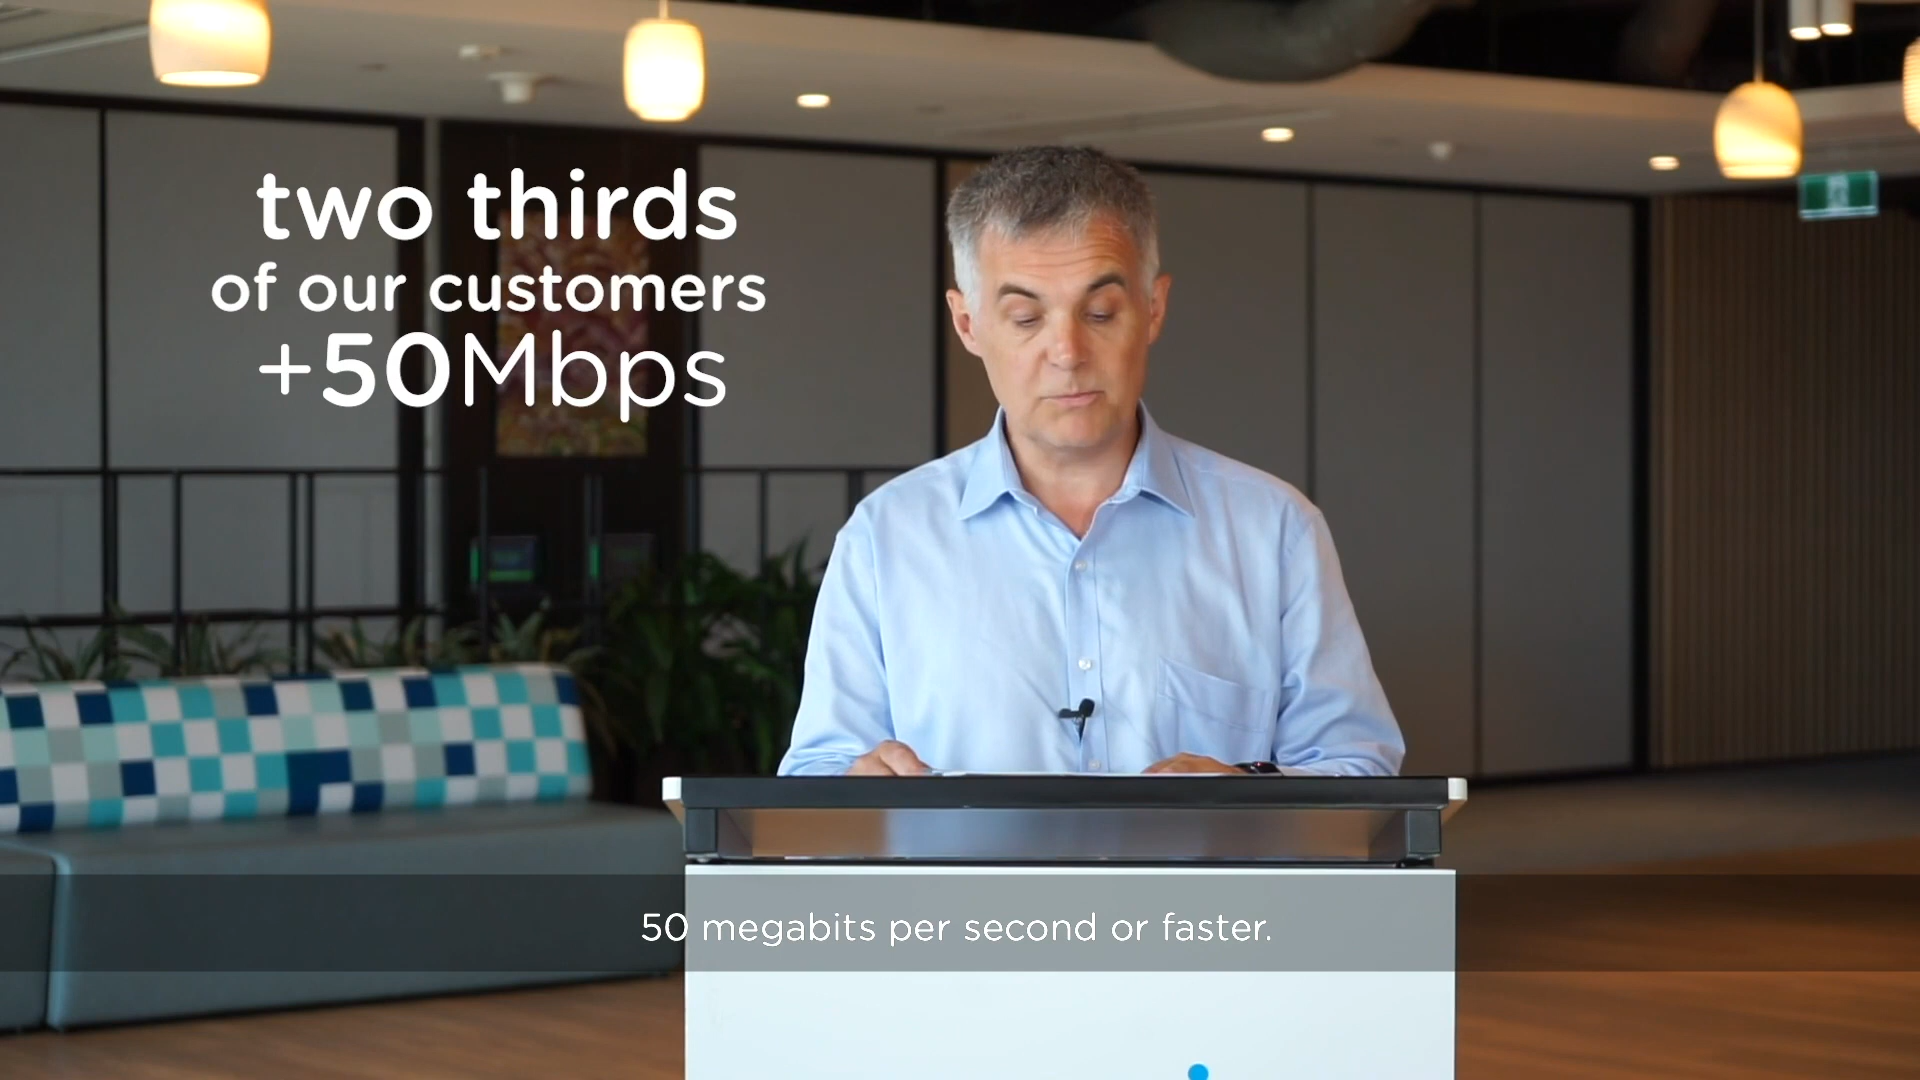 two thirds
of our customers
+50Mbps
50 megabits per second or faster.